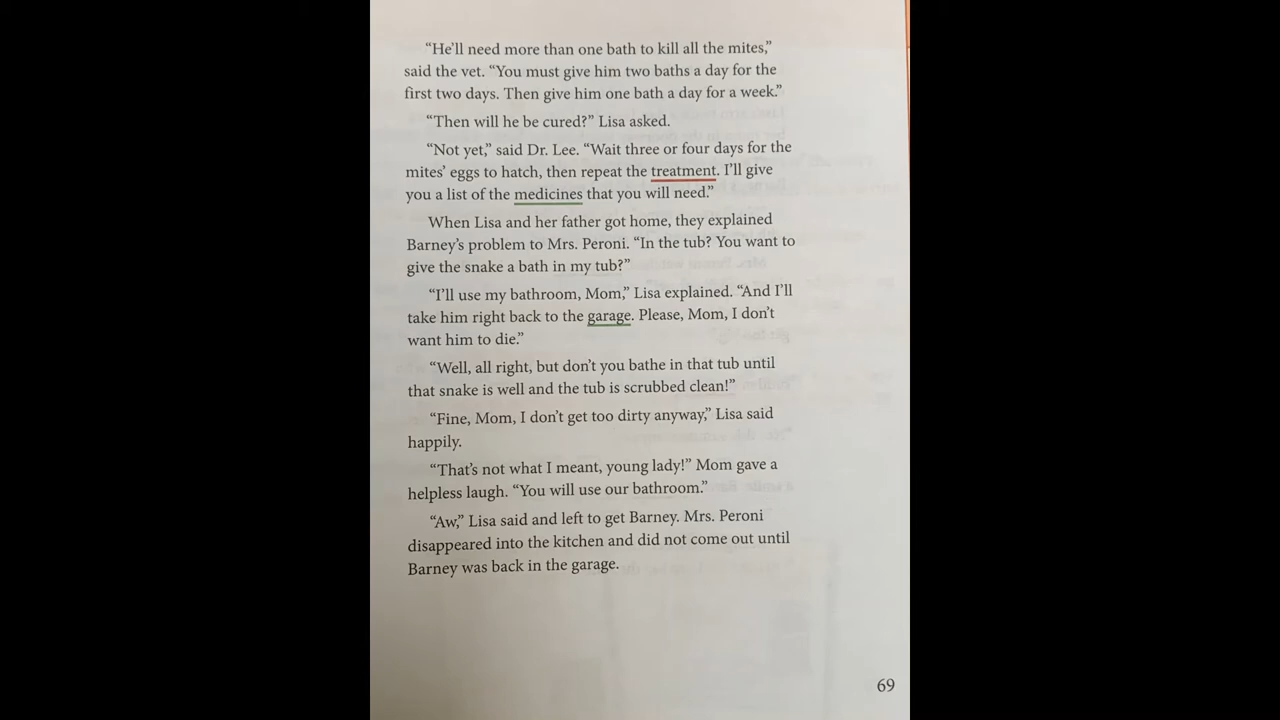 “He’ll need more than one bath to kill all the mites,”
said the vet. “You must give him two baths a day for the
first two days. Then give him one bath a day for a week.”
“Then will he be cured?” Lisa asked.
“Not yet,” said Dr. Lee. “Wait three or four days for the
mites’ eggs to hatch, then repeat the treatment. I’ll give
you a list of the medicines that you will need.”
When Lisa and her father got home, they explained
Barney’s problem to Mrs. Peroni. “In the tub? You want to
give the snake a bath in my tub?”
“I’ll use my bathroom, Mom,” Lisa explained. “And I’ll
take him right back to the garage. Please, Mom, I don’t
want him to die.”
“Well, all right, but don’t you bathe in that tub until
that snake is well and the tub is scrubbed clean!”
“Fine, Mom, I don’t get too dirty anyway,” Lisa said
happily.
“That’s not what I meant, young lady!” Mom gave a
helpless laugh. “You will use our bathroom.”
“Aw,” Lisa said and left to get Barney. Mrs. Peroni
disappeared into the kitchen and did not come out until
Barney was back in the garage.
69